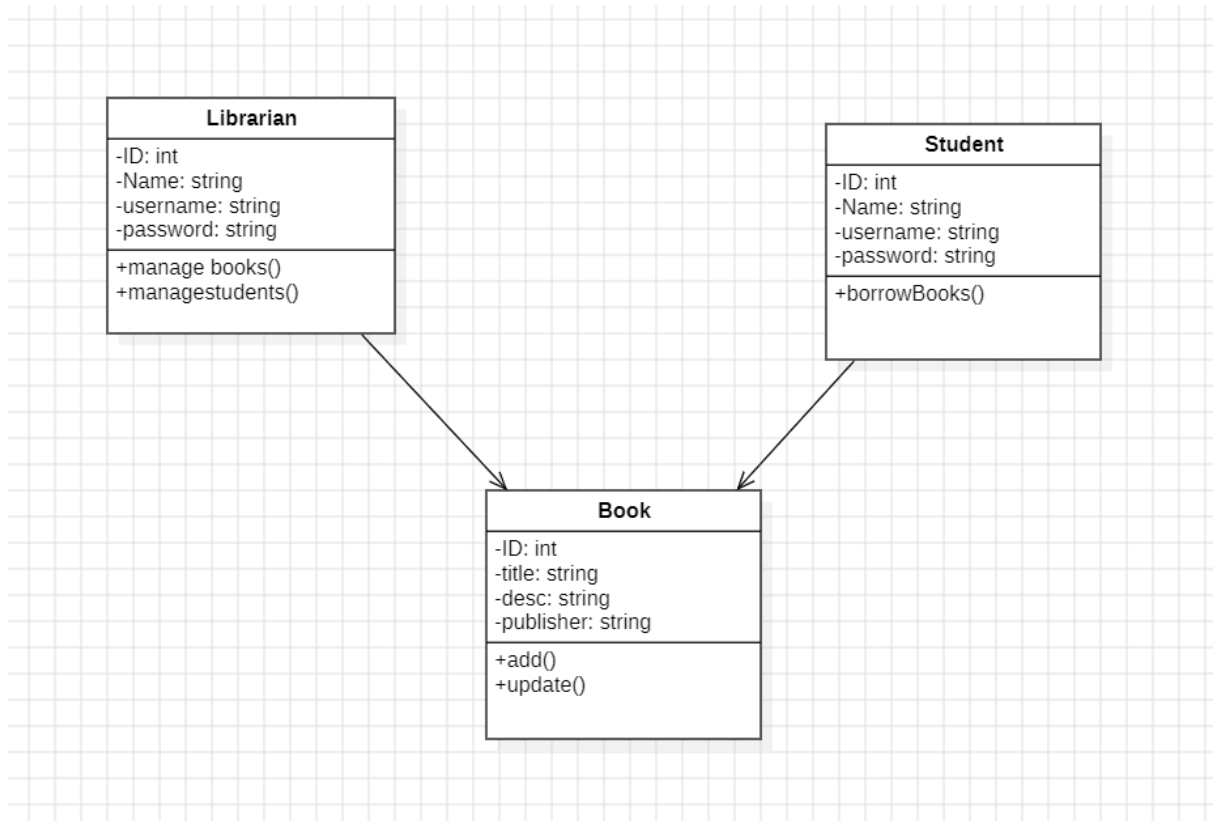 Librarian
-ID: int
-Name: string
-username: string
-password: string
+manage books()
+managestudents()
Student
-ID: int
-Name: string
-username: string
-password: string
+borrowBooks()
Book
-ID: int
-title: string
-desc: string
-publisher: string
+add()
+update()